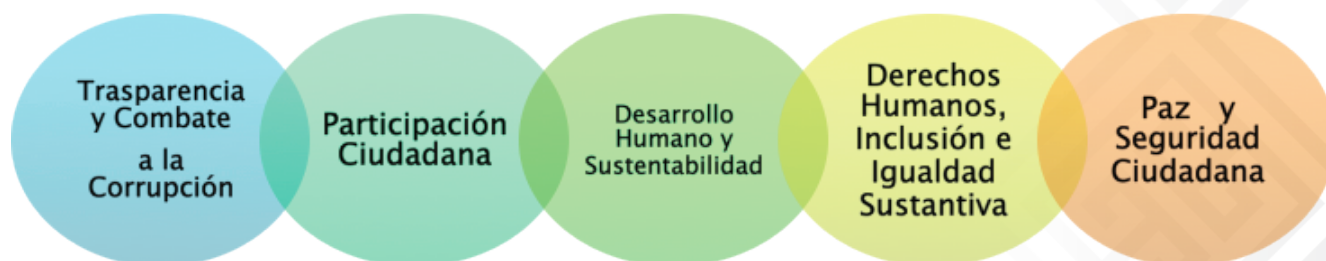 Trasparencia
y Combate
a la
Corrupción
Participación
Ciudadana
Desarrollo
Humano y
Sustentabilidad
Derechos
Humanos,
Inclusión e
Igualdad
Sustantiva
Paz y
Seguridad
Ciudadana